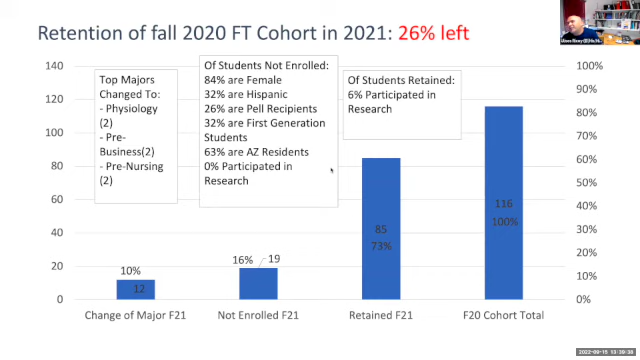 Retention of fall 2020 FT Cohort in 2021: 26% left
140
120
100
80
60
40
20
0
100%
90%
80%
70%
60%
50%
40%
30%
20%
10%
0%
Top Majors
Changed To:
- Physiology
(2)
- Pre-
Business(2)
- Pre-Nursing
(2)
Of Students Not Enrolled:
84% are Female
32% are Hispanic
26% are Pell Recipients
32% are First Generation
Students
63% are AZ Residents
0% Participated in
Research
Of Students Retained:
6% Participated in
Research
10%
12
16%
19
85
73%
116
100%
Change of Major F21
Not Enrolled F21
Retained F21
F20 Cohort Total
2022-09-15 13:39:38